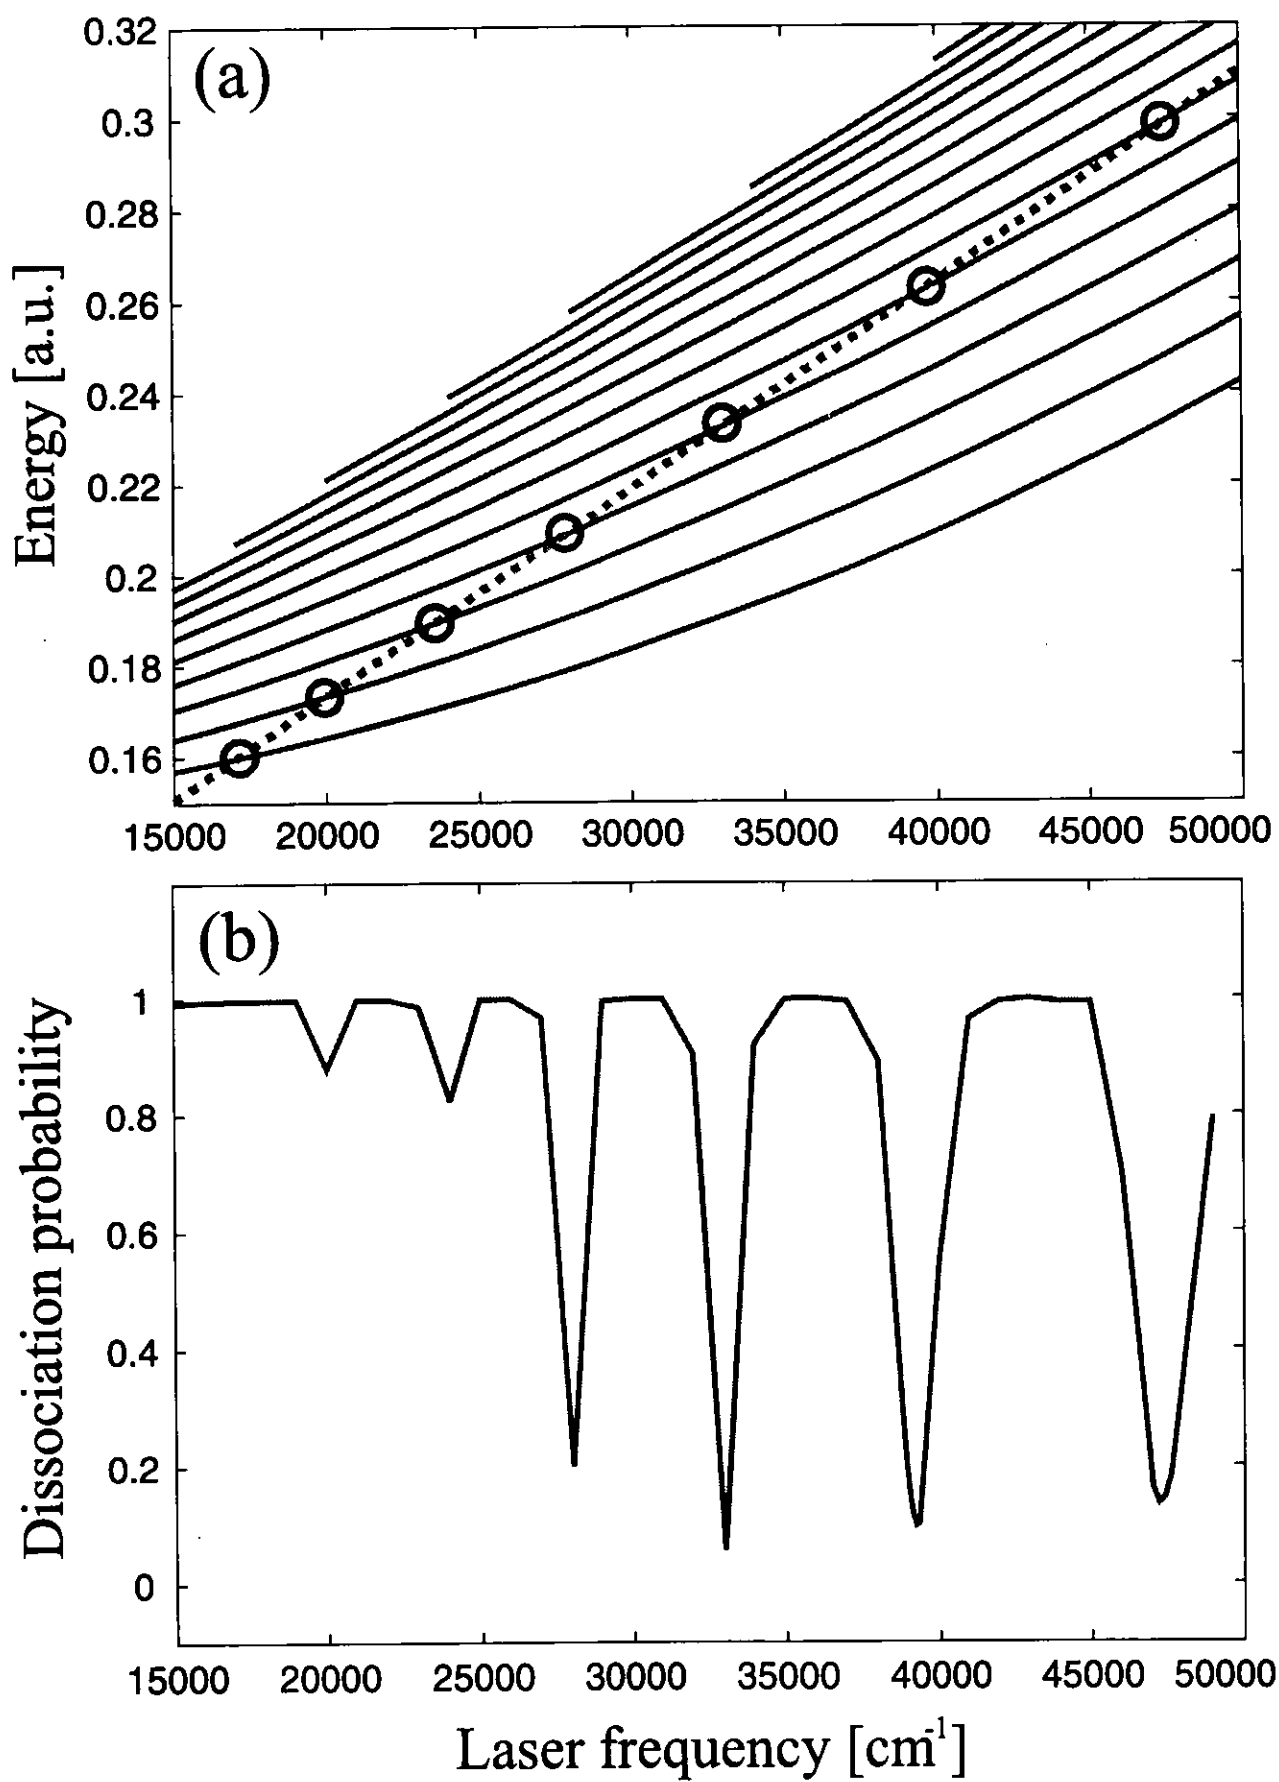 (a)
Energy [a.u.]
0.32
0.3
0.28
0.26
0.24
0.22
0.2
0.18
0.16
15000 20000 25000 30000 35000 40000 45000 50000
(b)
Dissociation probability
1
0.8
0.6
0.4
0.2
0
15000 20000 25000 30000 35000 40000 45000 50000
Laser frequency [cm⁻¹]